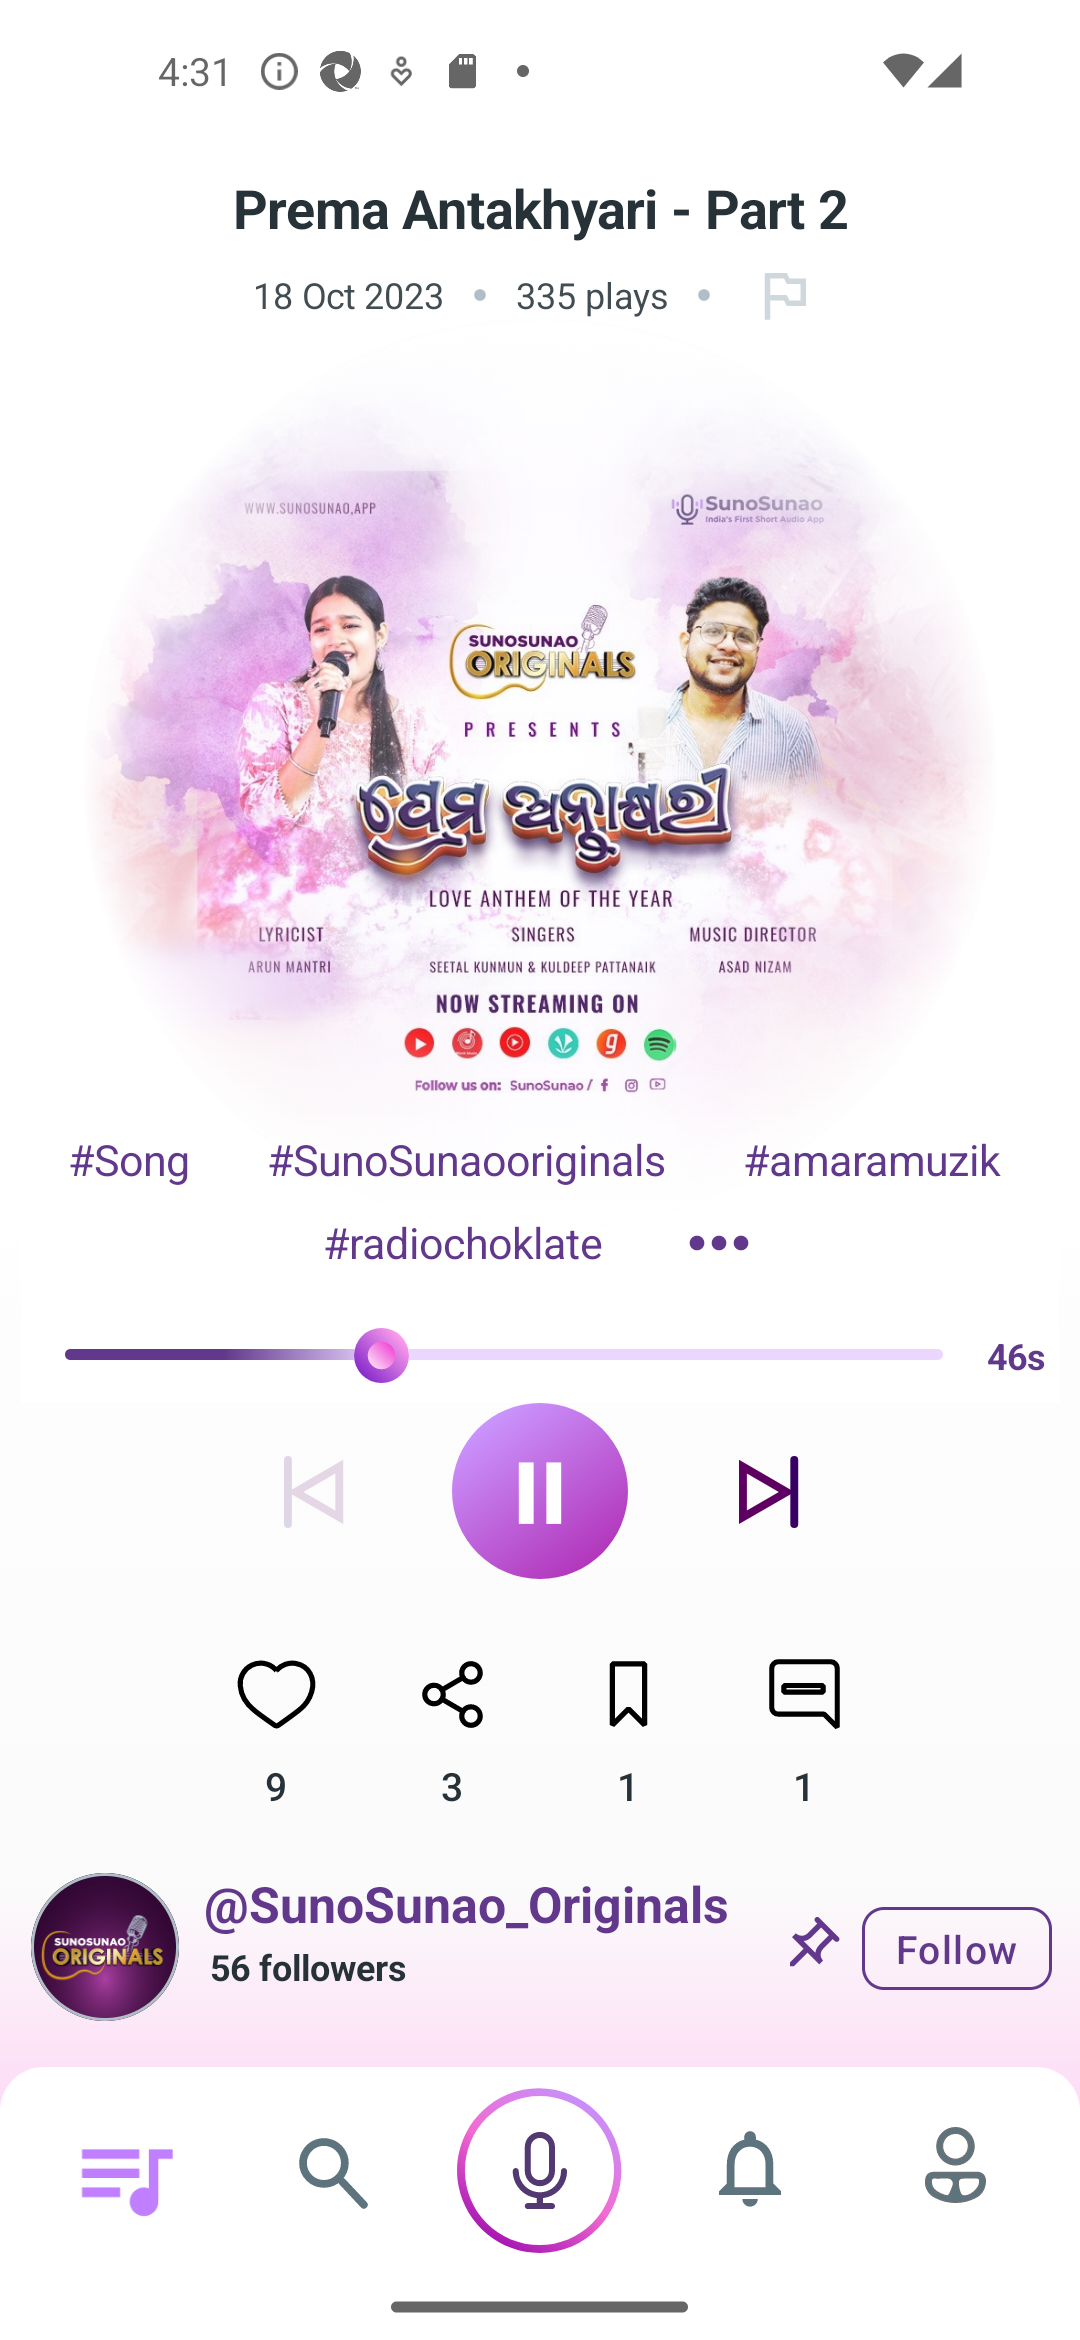 4:31
Prema Antakhyari - Part 2
18 Oct 2023 • 335 plays •
WWW.SUNOSUNAO.APP
SunoSunao
India's First Short Audio App
SUNOSUNAO
ORIGINALS
PRESENTS
ପ୍ରେମ ଅନ୍ତାକ୍ଷରୀ
LOVE ANTHEM OF THE YEAR
LYRICIST SINGERS MUSIC DIRECTOR
ARUN MANTRI SEETAL KUNMUN & KULDEEP PATTANAIK ASAD NIZAM
NOW STREAMING ON
Follow us on: SunoSunao /
#Song #SunoSunaooriginals #amaramuzik
#radiochoklate •••
46s
9 3 1 1
SUNOSUNAO
ORIGINALS
@SunoSunao_Originals
56 followers
Follow